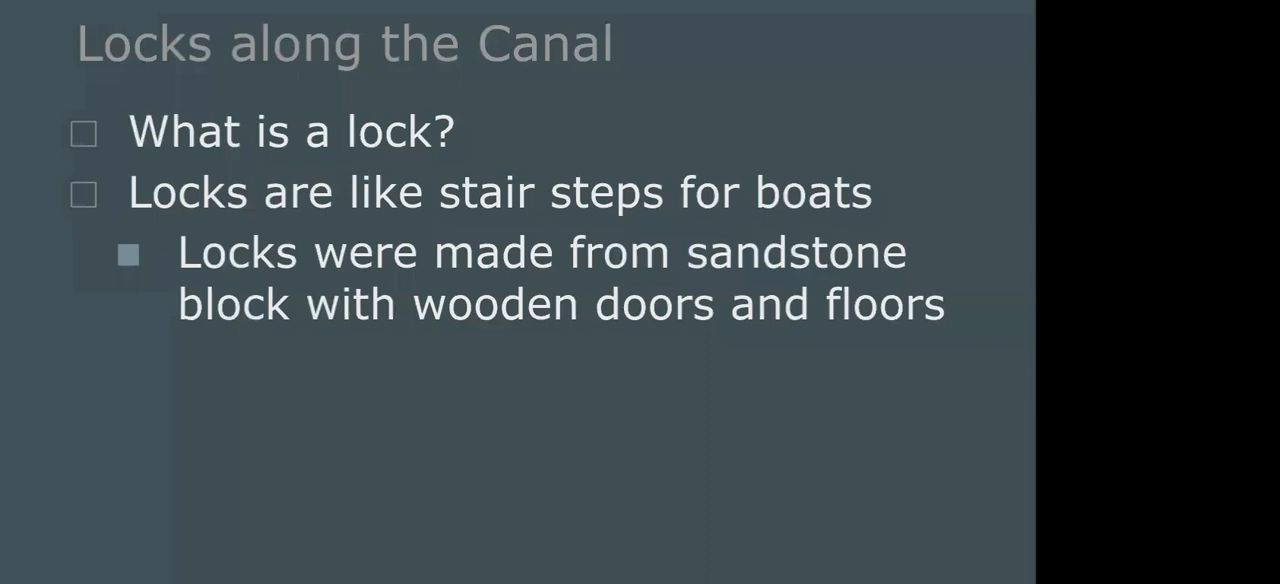 Locks along the Canal
What is a lock?
Locks are like stair steps for boats
Locks were made from sandstone
block with wooden doors and floors